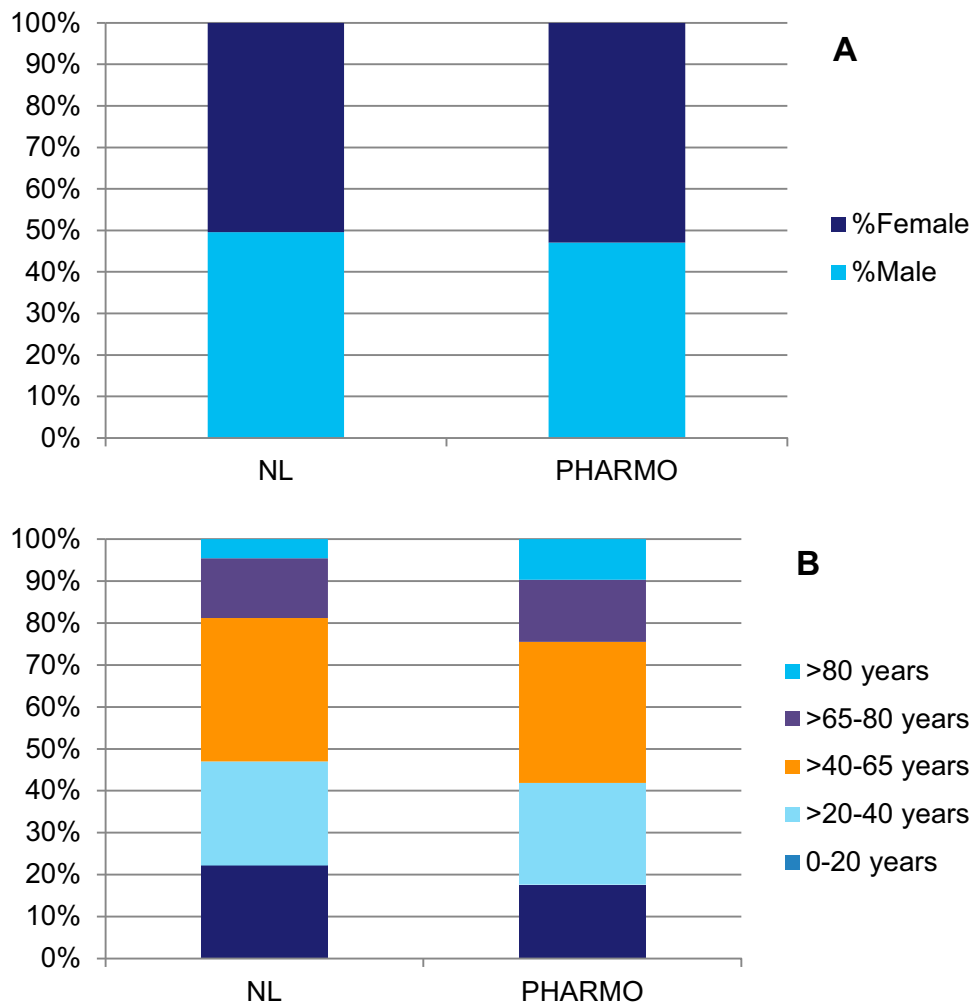 100%
90%
80%
70%
60%
50%
40%
30%
20%
10%
0%
NL PHARMO
A
%Female
%Male
100%
90%
80%
70%
60%
50%
40%
30%
20%
10%
0%
NL PHARMO
B
>80 years
>65-80 years
>40-65 years
>20-40 years
0-20 years